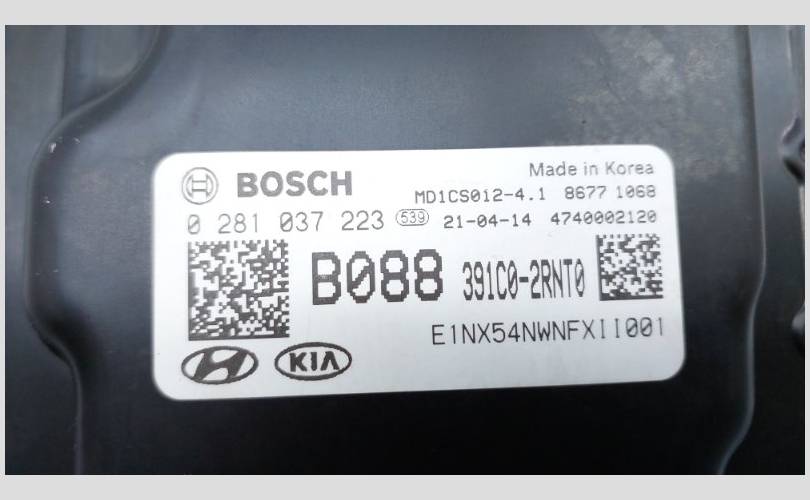 BOSCH Made in Korea
MD1CS012-4.1 8677 1068
0 281 037 223 539 21-04-14 4740002120
B088 391C0-2RNT0
E1NX54NWNFXII001
KIA